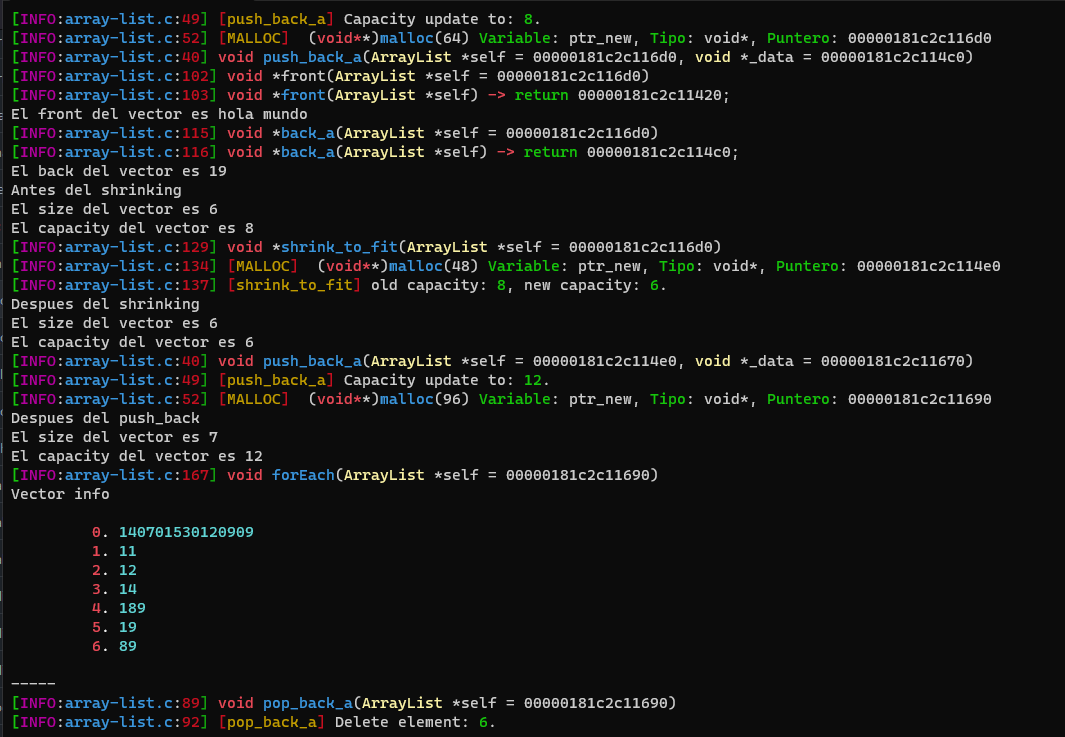 [INFO:array-list.c:49] [push_back_a] Capacity update to: 8.
[INFO:array-list.c:52] [MALLOC]  (void**)malloc(64) Variable: ptr_new, Tipo: void*, Puntero: 00000181c2c116d0
[INFO:array-list.c:40] void push_back_a(ArrayList *self = 00000181c2c116d0, void *_data = 00000181c2c114c0)
[INFO:array-list.c:102] void *front(ArrayList *self = 00000181c2c116d0)
[INFO:array-list.c:103] void *front(ArrayList *self) -> return 00000181c2c11420;
El front del vector es hola mundo
[INFO:array-list.c:115] void *back_a(ArrayList *self = 00000181c2c116d0)
[INFO:array-list.c:116] void *back_a(ArrayList *self) -> return 00000181c2c114c0;
El back del vector es 19
Antes del shrinking
El size del vector es 6
El capacity del vector es 8
[INFO:array-list.c:129] void *shrink_to_fit(ArrayList *self = 00000181c2c116d0)
[INFO:array-list.c:134] [MALLOC]  (void**)malloc(48) Variable: ptr_new, Tipo: void*, Puntero: 00000181c2c114e0
[INFO:array-list.c:137] [shrink_to_fit] old capacity: 8, new capacity: 6.
Despues del shrinking
El size del vector es 6
El capacity del vector es 6
[INFO:array-list.c:40] void push_back_a(ArrayList *self = 00000181c2c114e0, void *_data = 00000181c2c11670)
[INFO:array-list.c:49] [push_back_a] Capacity update to: 12.
[INFO:array-list.c:52] [MALLOC]  (void**)malloc(96) Variable: ptr_new, Tipo: void*, Puntero: 00000181c2c11690
Despues del push_back
El size del vector es 7
El capacity del vector es 12
[INFO:array-list.c:167] void forEach(ArrayList *self = 00000181c2c11690)
Vector info
0. 140701530120909
1. 11
2. 12
3. 14
4. 189
5. 19
6. 89
-----
[INFO:array-list.c:89] void pop_back_a(ArrayList *self = 00000181c2c11690)
[INFO:array-list.c:92] [pop_back_a] Delete element: 6.